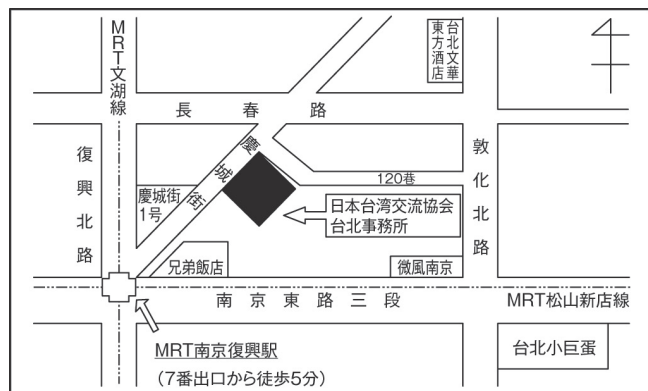 MRT文湖線
台北文華
東方酒店
長春路
復興北路
慶城街
敦化北路
120巷
慶城街
1号
日本台湾交流協会
台北事務所
兄弟飯店
微風南京
南京東路三段
MRT松山新店線
MRT南京復興駅
（7番出口から徒歩5分）
台北小巨蛋